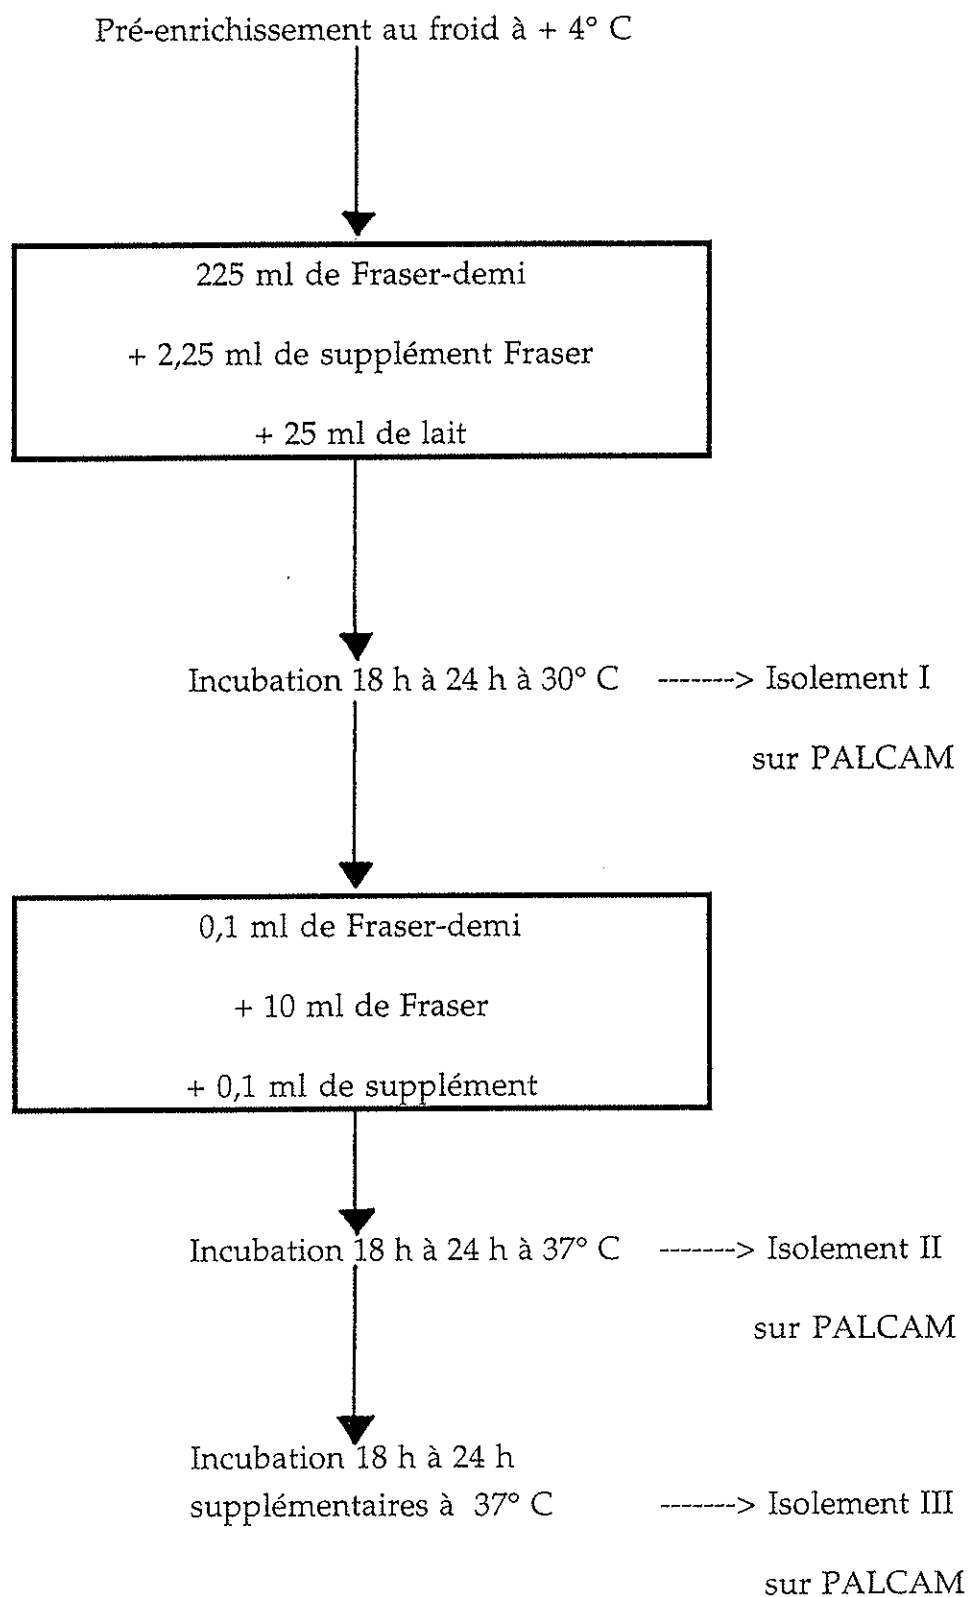 Pré-enrichissement au froid à + 4° C
225 ml de Fraser-demi
+ 2,25 ml de supplément Fraser
+ 25 ml de lait
Incubation 18 h à 24 h à 30° C -------> Isolement I
sur PALCAM
0,1 ml de Fraser-demi
+ 10 ml de Fraser
+ 0,1 ml de supplément
Incubation 18 h à 24 h à 37° C -------> Isolement II
sur PALCAM
Incubation 18 h à 24 h
supplémentaires à 37° C -------> Isolement III
sur PALCAM